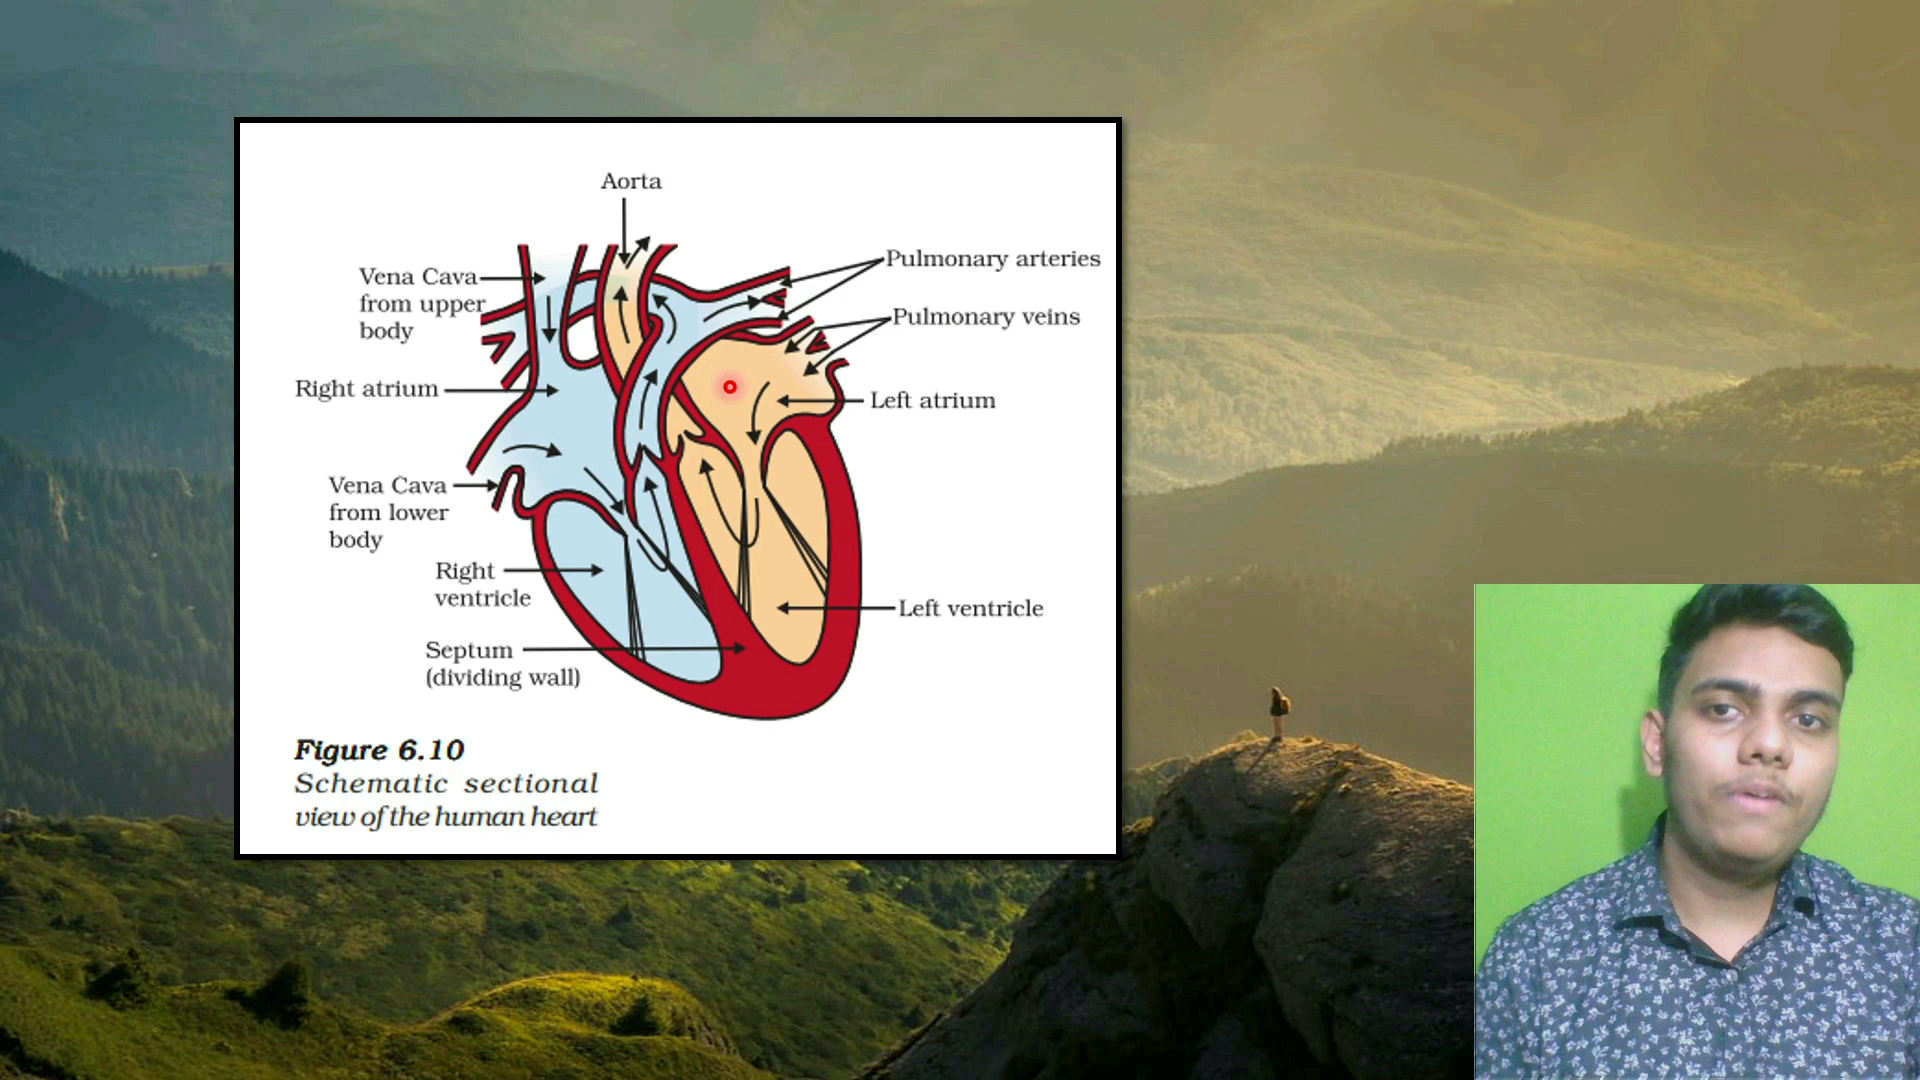 Aorta
Pulmonary arteries
Vena Cava
from upper
body
Pulmonary veins
Right atrium
Left atrium
Vena Cava
from lower
body
Right
ventricle
Left ventricle
Septum
(dividing wall)
Figure 6.10
Schematic sectional
view of the human heart